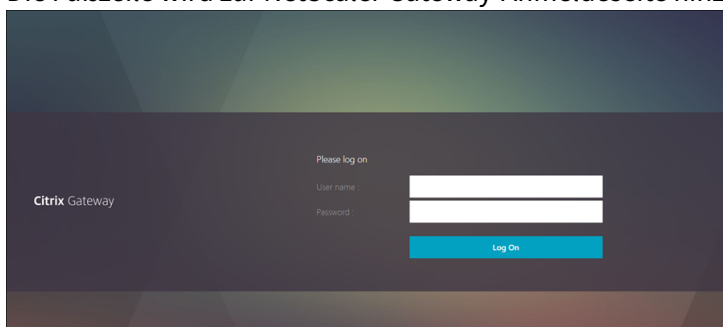 Please log on
User name :
Citrix Gateway
Password :
Log On